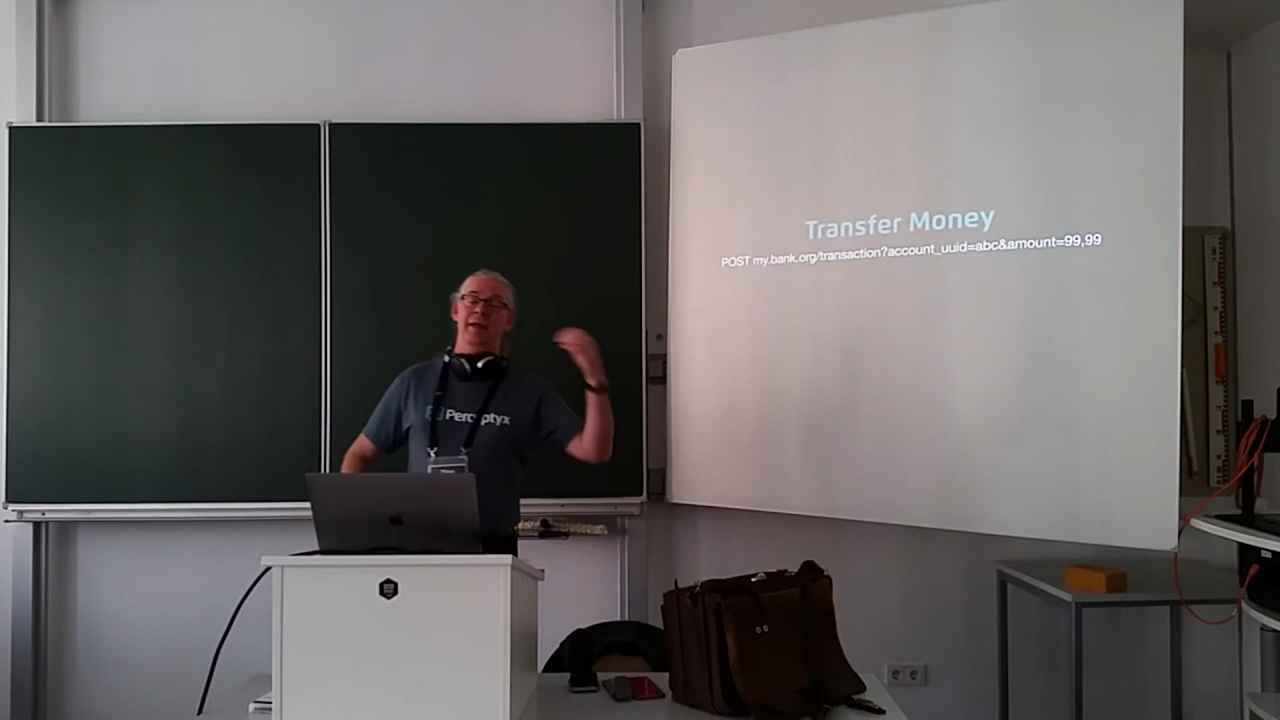 Transfer Money
POST my.bank.org/transaction?account_uuid=abc&amount=99,99
Perceptyx